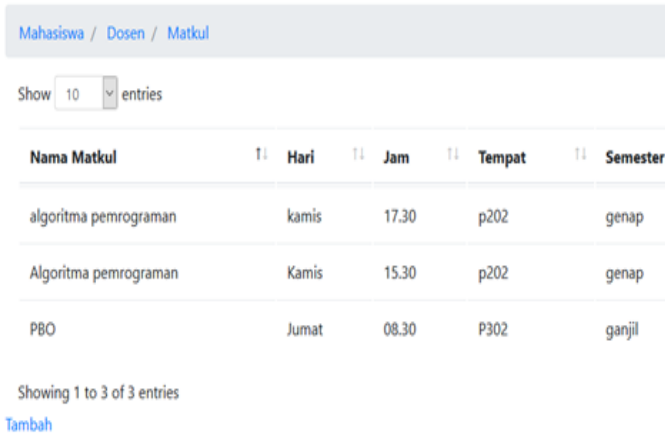 Mahasiswa / Dosen / Matkul
Show 10 entries
Nama Matkul Hari Jam Tempat Semester
algoritma pemrograman kamis 17.30 p202 genap
Algoritma pemrograman Kamis 15.30 p202 genap
PBO Jumat 08.30 P302 ganjil
Showing 1 to 3 of 3 entries
Tambah